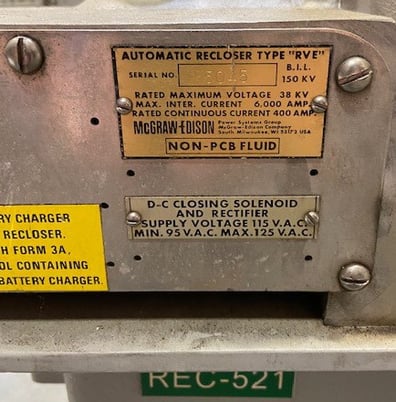 AUTOMATIC RECLOSER TYPE "RVE"
SERIAL NO. B.I.L.
150 KV
RATED MAXIMUM VOLTAGE 38 KV
MAX. INTER. CURRENT 6,000 AMP.
RATED CONTINUOUS CURRENT 400 AMP.
McGRAW-EDISON Power Systems Group
McGraw-Edison Company
South Milwaukee, WI 53172 USA
NON-PCB FLUID
D-C CLOSING SOLENOID
AND RECTIFIER
SUPPLY VOLTAGE 115 V.A.C.
MIN. 95 V.A.C. MAX. 125 V.A.C.
RY CHARGER
RECLOSER.
H FORM 3A,
OL CONTAINING
BATTERY CHARGER.
REC-521